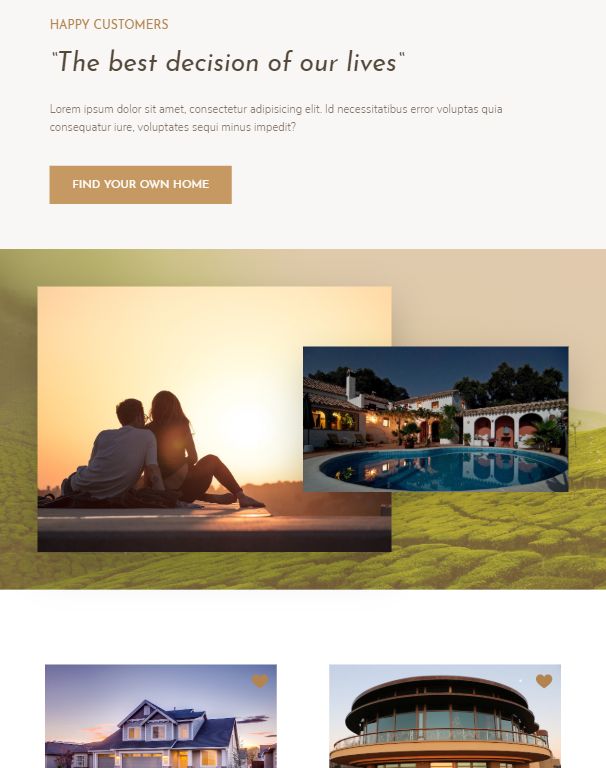 HAPPY CUSTOMERS
“The best decision of our lives“
Lorem ipsum dolor sit amet, consectetur adipisicing elit. Id necessitatibus error voluptas quia
consequatur iure, voluptates sequi minus impedit?
FIND YOUR OWN HOME